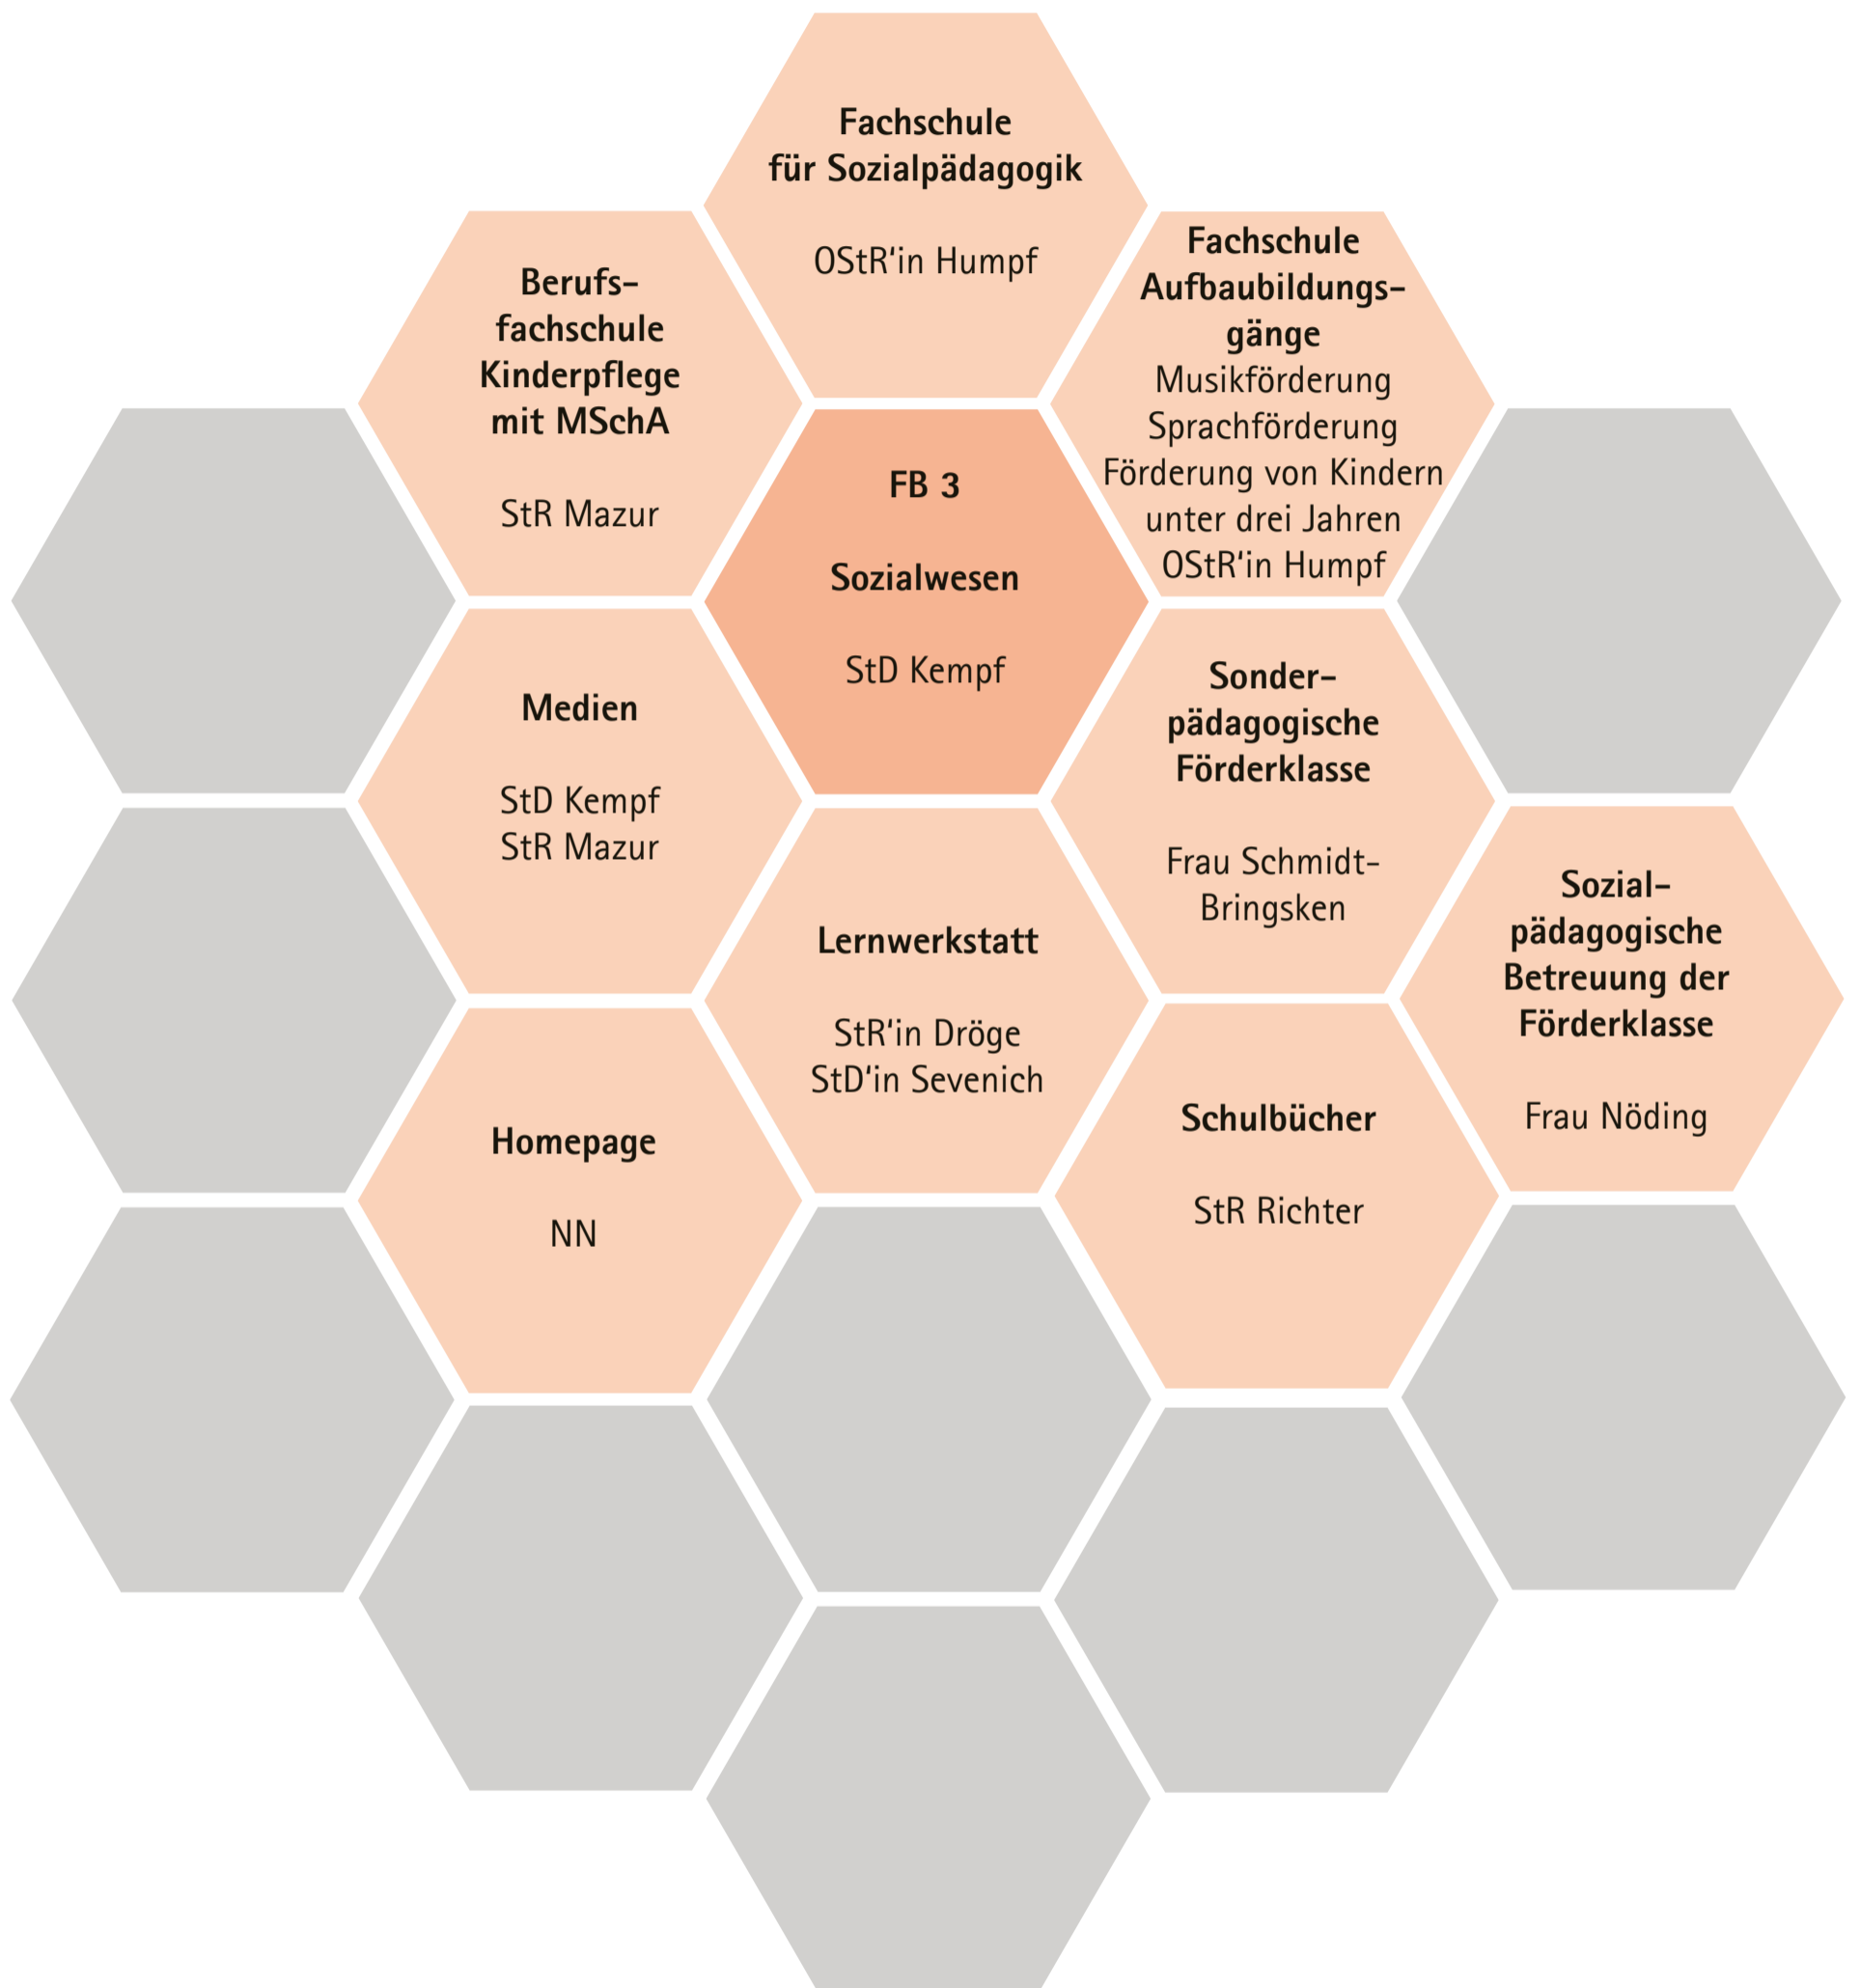 Fachschule
für Sozialpädagogik
OStR'in Humpf
Berufs-
fachschule
Kinderpflege
mit MSchA
StR Mazur
Fachschule
Aufbaubildungs-
gänge
Musikförderung
Sprachförderung
Förderung von Kindern
unter drei Jahren
OStR'in Humpf
FB 3
Sozialwesen
StD Kempf
Medien
StD Kempf
StR Mazur
Sonder-
pädagogische
Förderklasse
Frau Schmidt-
Bringsken
Lernwerkstatt
StR'in Dröge
StD'in Sevenich
Sozial-
pädagogische
Betreuung der
Förderklasse
Frau Nöding
Homepage
NN
Schulbücher
StR Richter